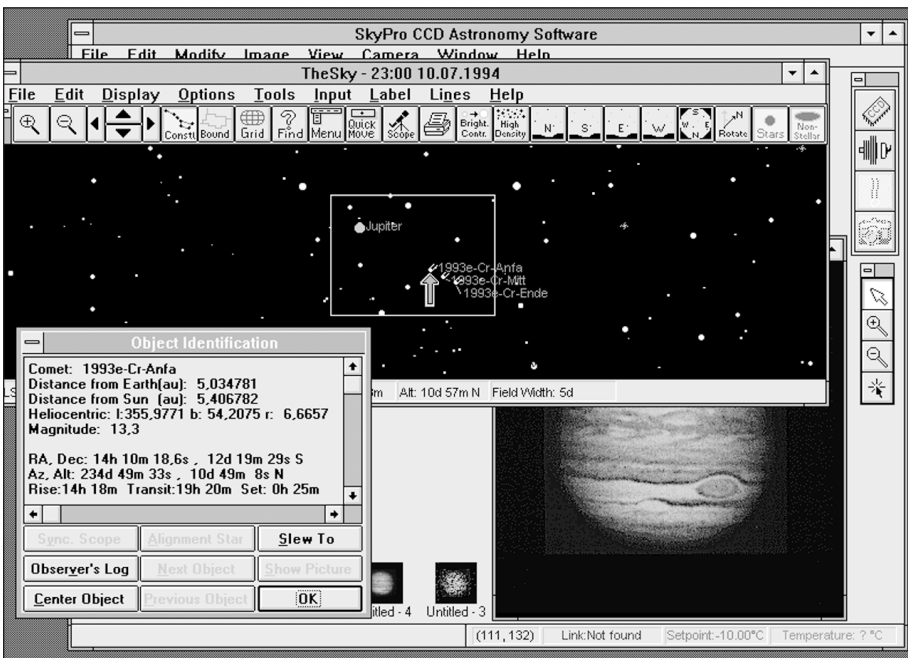 SkyPro CCD Astronomy Software
File Edit Modify Image View Camera Window Help
TheSky - 23:00 10.07.1994
File Edit Display Options Tools Input Label Lines Help
Bound Grid Find Menu Quick Move Scope Bright. Contr. High Density N S E W N S W E N Rotate Stars Non-Stellar
CCD
Jupiter
1993e-Cr-Anfa
1993e-Cr-Mitt
1993e-Cr-Ende
Alt: 10d 57m N Field Width: 5d
Object Identification
Comet: 1993e-Cr-Anfa
Distance from Earth(au): 5,034781
Distance from Sun (au): 5,406782
Heliocentric: l:355,9771 b: 54,2075 r: 6,6657
Magnitude: 13,3
RA, Dec: 14h 10m 18,6s , 12d 19m 29s S
Az, Alt: 234d 49m 33s , 10d 49m 8s N
Rise:14h 18m Transit:19h 20m Set: 0h 25m
Sync. Scope Alignment Star Slew To
Observer's Log Next Object Show Picture
Center Object Previous Object OK
itled - 4 Untitled - 3
(111, 132) Link:Not found Setpoint:-10.00°C Temperature: ? °C